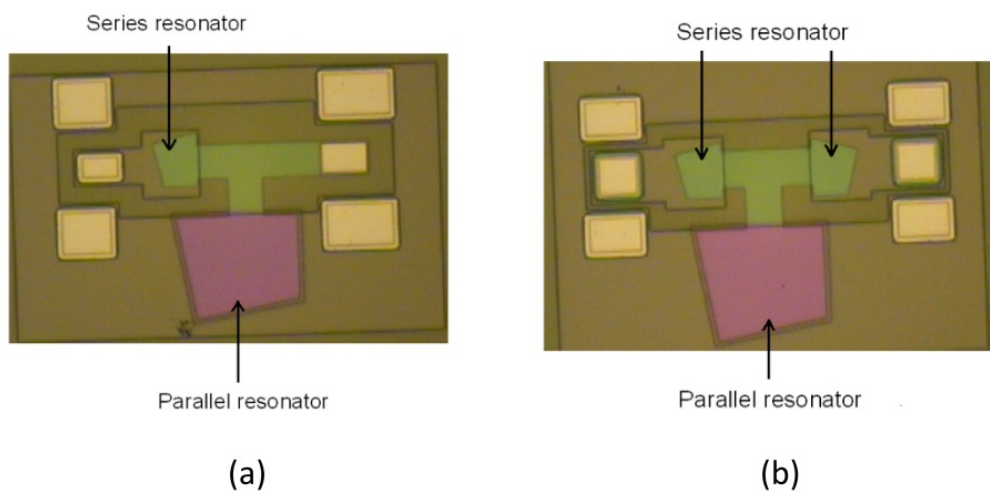 Series resonator
Series resonator
Parallel resonator
Parallel resonator
(a)
(b)